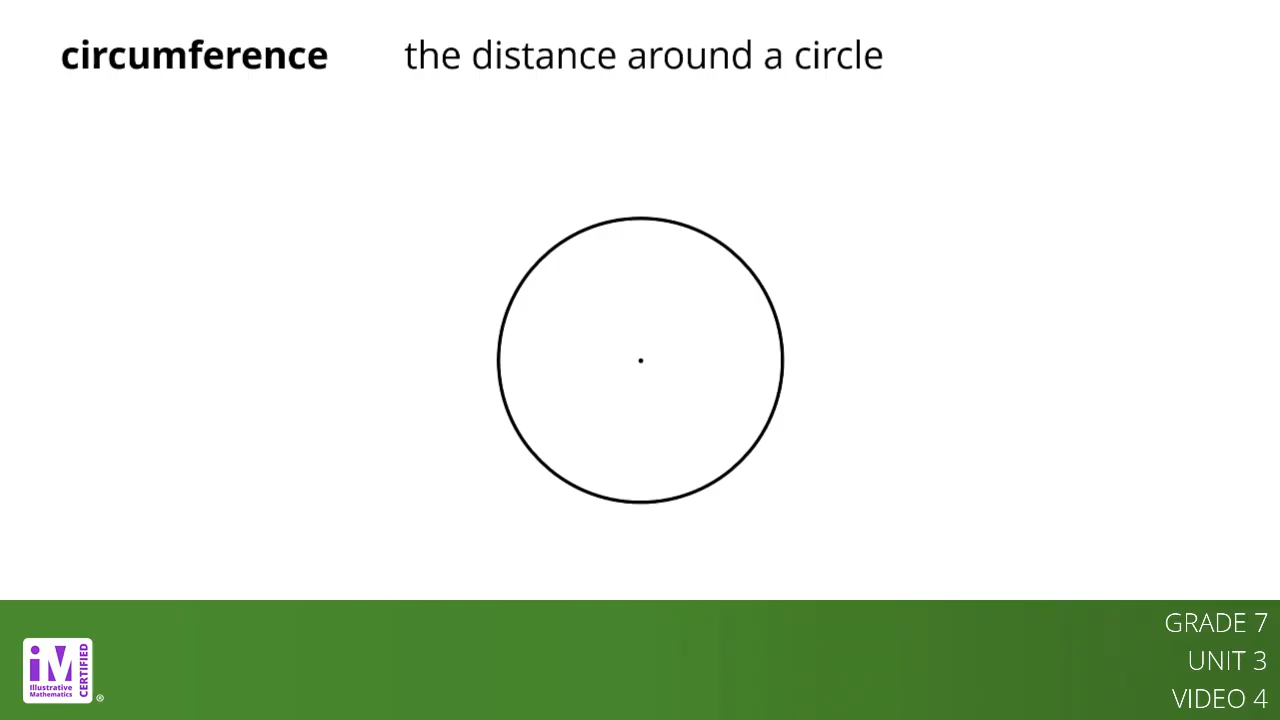 circumference the distance around a circle
GRADE 7
UNIT 3
VIDEO 4
iM
Illustrative
Mathematics
CERTIFIED
®